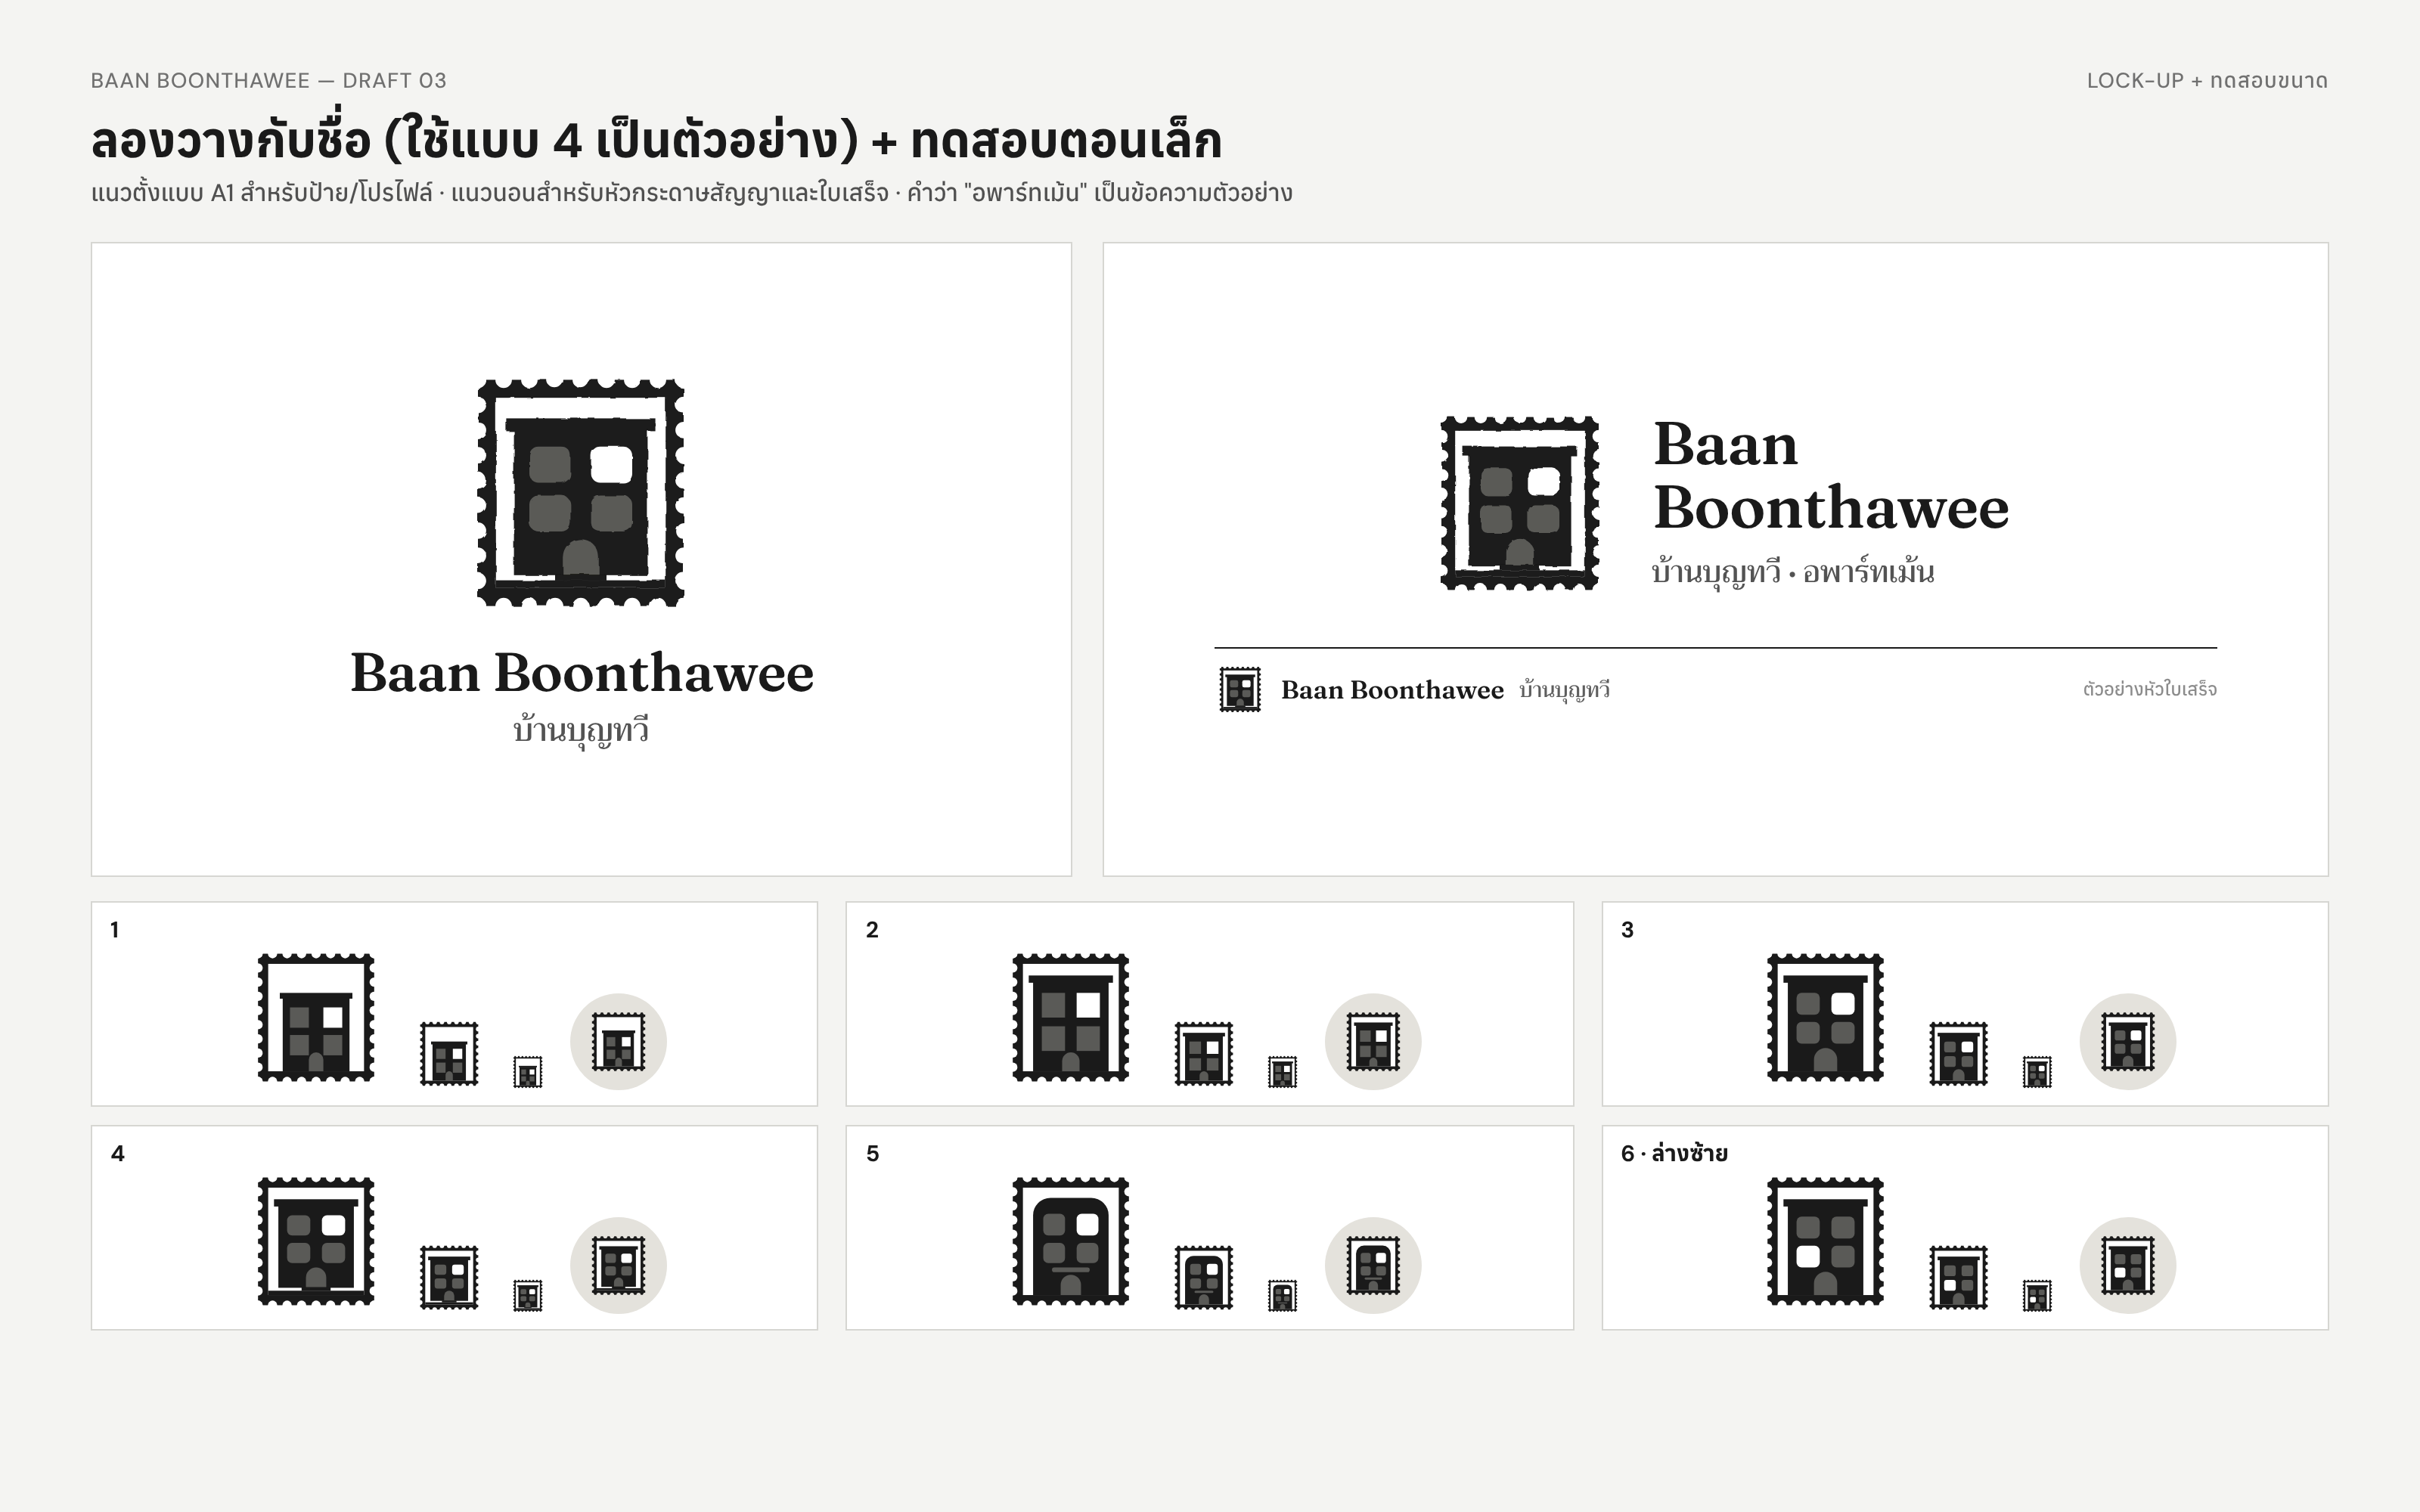 BAAN BOONTHAWEE — DRAFT 03
LOCK-UP + ทดสอบขนาด
ลองวางกับชื่อ (ใช้แบบ 4 เป็นตัวอย่าง) + ทดสอบตอนเล็ก
แนวตั้งแบบ A1 สำหรับป้าย/โปรไฟล์ · แนวนอนสำหรับหัวกระดาษสัญญาและใบเสร็จ · คำว่า "อพาร์ทเม้น" เป็นข้อความตัวอย่าง
Baan Boonthawee
บ้านบุญทวี
Baan
Boonthawee
บ้านบุญทวี · อพาร์ทเม้น
Baan Boonthawee บ้านบุญทวี
ตัวอย่างหัวใบเสร็จ
1
2
3
4
5
6 · ล่างซ้าย